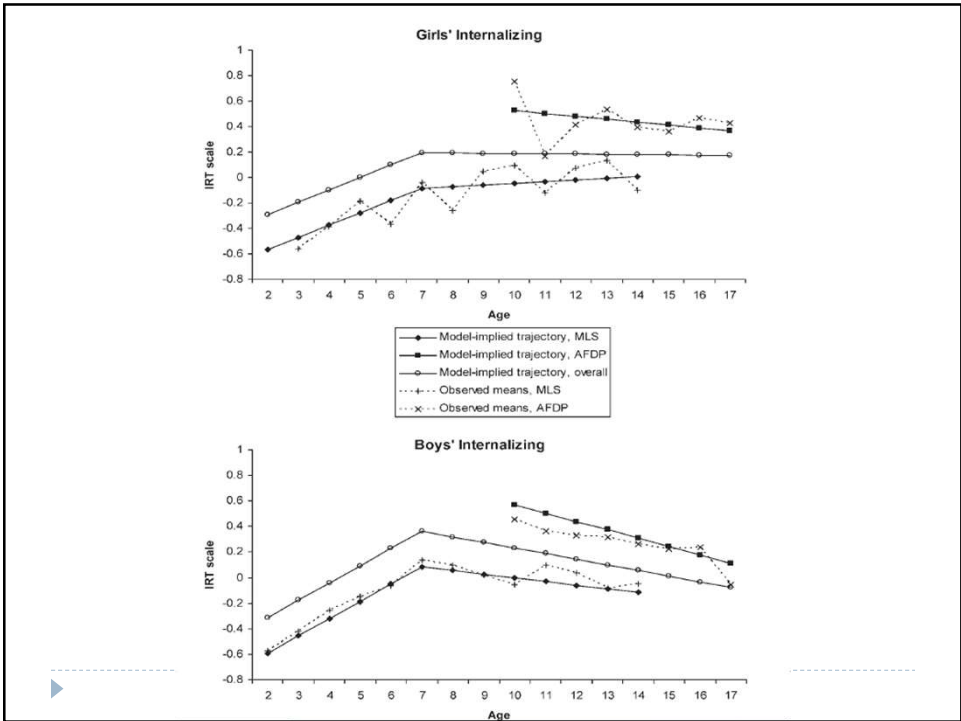 Girls' Internalizing
1
0.8
0.6
0.4
0.2
0
-0.2
-0.4
-0.6
-0.8
IRT scale
2 3 4 5 6 7 8 9 10 11 12 13 14 15 16 17
Age
Model-implied trajectory, MLS
Model-implied trajectory, AFDP
Model-implied trajectory, overall
Observed means, MLS
Observed means, AFDP
Boys' Internalizing
1
0.8
0.6
0.4
0.2
0
-0.2
-0.4
-0.6
-0.8
IRT scale
2 3 4 5 6 7 8 9 10 11 12 13 14 15 16 17
Age